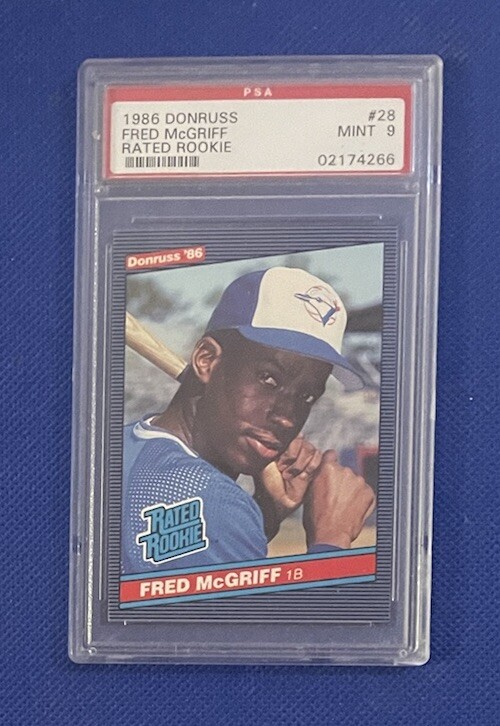 PSA
1986 DONRUSS #28
FRED McGRIFF MINT 9
RATED ROOKIE
02174266
Donruss '86
RATED
ROOKIE
FRED McGRIFF 1B